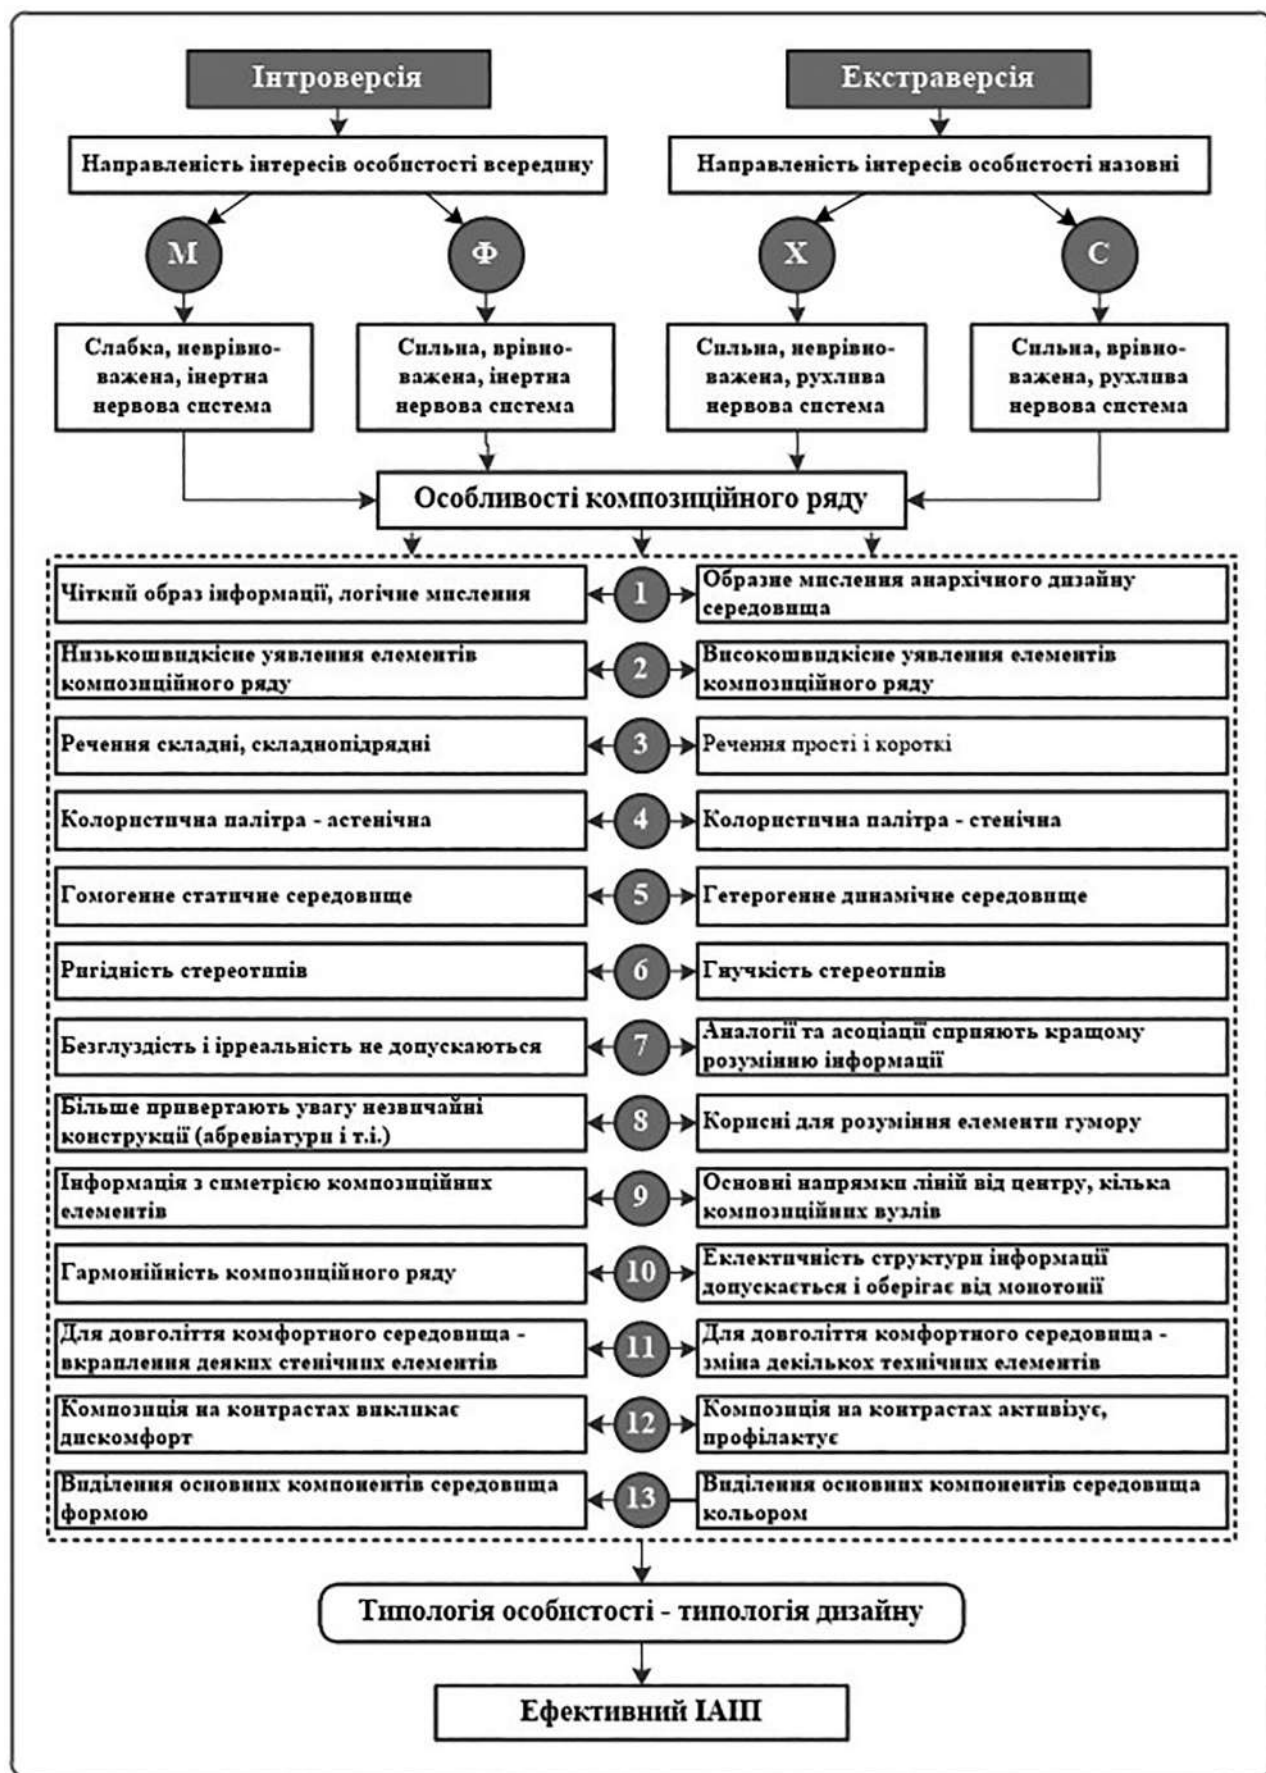 Інтроверсія
Екстраверсія
Направленість інтересів особистості всередину
Направленість інтересів особистості назовні
М
Ф
Х
С
Слабка, неврівно-
важена, інертна
нервова система
Сильна, врівно-
важена, інертна
нервова система
Сильна, неврівно-
важена, рухлива
нервова система
Сильна, врівно-
важена, рухлива
нервова система
Особливості композиційного ряду
Чіткий образ інформації, логічне мислення
1
Образне мислення анархічного дизайну
середовища
Низькошвидкісне уявлення елементів
композиційного ряду
2
Високошвидкісне уявлення елементів
композиційного ряду
Речення складні, складнопідрядні
3
Речення прості і короткі
Колористична палітра - астенічна
4
Колористична палітра - стенічна
Гомогенне статичне середовище
5
Гетерогенне динамічне середовище
Ригідність стереотипів
6
Гнучкість стереотипів
Безглуздість і ірреальність не допускаються
7
Аналогії та асоціації сприяють кращому
розумінню інформації
Більше привертають увагу незвичайні
конструкції (абревіатури і т.і.)
8
Корисні для розуміння елементи гумору
Інформація з симетрією композиційних
елементів
9
Основні напрямки ліній від центру, кілька
композиційних вузлів
Гармонійність композиційного ряду
10
Еклектичність структури інформації
допускається і оберігає від монотонії
Для довголіття комфортного середовища -
вкраплення деяких стенічних елементів
11
Для довголіття комфортного середовища -
зміна декількох технічних елементів
Композиція на контрастах викликає
дискомфорт
12
Композиція на контрастах активізує,
профілактує
Виділення основних компонентів середовища
формою
13
Виділення основних компонентів середовища
кольором
Типологія особистості - типологія дизайну
Ефективний ІАІП